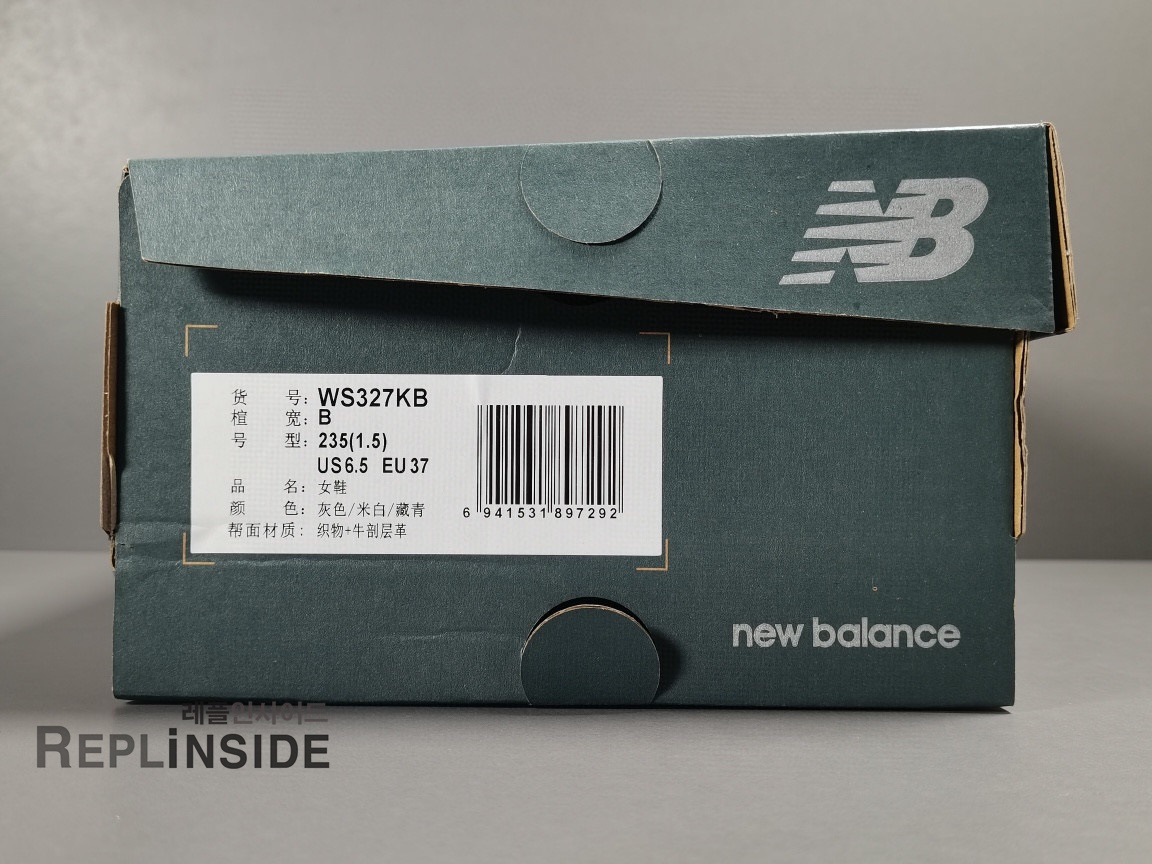 NB
货 号: WS327KB
楦 宽: B
号 型: 235(1.5)
US6.5 EU37
品 名: 女鞋
颜 色: 灰色/米白/藏青
帮面材质: 织物+牛剖层革
6 941531 897292
new balance
레플인사이드
REPLiNSIDE